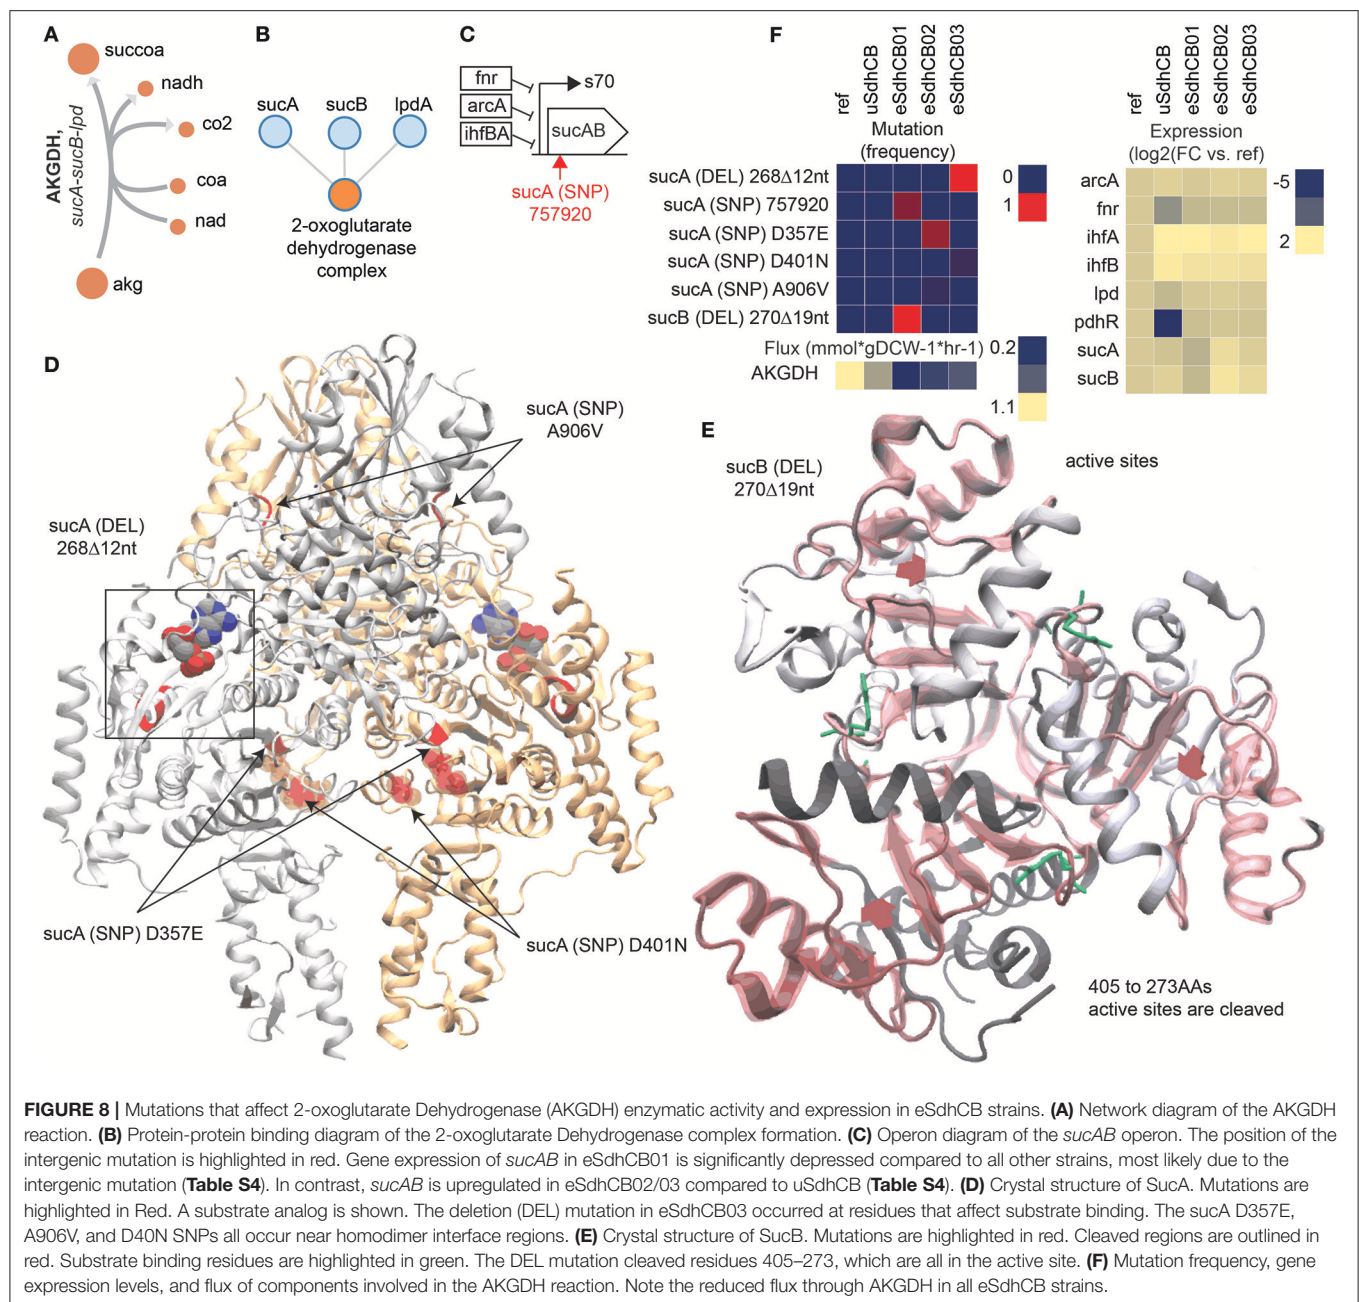 A
succoa
nadh
co2
coa
nad
akg
AKGDH,
sucA-sucB-lpd
B
sucA sucB lpdA
2-oxoglutarate
dehydrogenase
complex
C
fnr
arcA
ihfBA
s70
sucAB
sucA (SNP)
757920
F
ref
uSdhCB
eSdhCB01
eSdhCB02
eSdhCB03
Mutation
(frequency)
sucA (DEL) 268Δ12nt
sucA (SNP) 757920
sucA (SNP) D357E
sucA (SNP) D401N
sucA (SNP) A906V
sucB (DEL) 270Δ19nt
0
1
Flux (mmol*gDCW-1*hr-1)
AKGDH
0.2
1.1
ref
uSdhCB
eSdhCB01
eSdhCB02
eSdhCB03
Expression
(log2(FC vs. ref)
arcA
fnr
ihfA
ihfB
lpd
pdhR
sucA
sucB
-5
2
D
sucA (SNP)
A906V
sucA (DEL)
268Δ12nt
sucA (SNP) D357E
sucA (SNP) D401N
E
sucB (DEL)
270Δ19nt
active sites
405 to 273AAs
active sites are cleaved
FIGURE 8 | Mutations that affect 2-oxoglutarate Dehydrogenase (AKGDH) enzymatic activity and expression in eSdhCB strains. (A) Network diagram of the AKGDH
reaction. (B) Protein-protein binding diagram of the 2-oxoglutarate Dehydrogenase complex formation. (C) Operon diagram of the sucAB operon. The position of the
intergenic mutation is highlighted in red. Gene expression of sucAB in eSdhCB01 is significantly depressed compared to all other strains, most likely due to the
intergenic mutation (Table S4). In contrast, sucAB is upregulated in eSdhCB02/03 compared to uSdhCB (Table S4). (D) Crystal structure of SucA. Mutations are
highlighted in Red. A substrate analog is shown. The deletion (DEL) mutation in eSdhCB03 occurred at residues that affect substrate binding. The sucA D357E,
A906V, and D40N SNPs all occur near homodimer interface regions. (E) Crystal structure of SucB. Mutations are highlighted in red. Cleaved regions are outlined in
red. Substrate binding residues are highlighted in green. The DEL mutation cleaved residues 405–273, which are all in the active site. (F) Mutation frequency, gene
expression levels, and flux of components involved in the AKGDH reaction. Note the reduced flux through AKGDH in all eSdhCB strains.